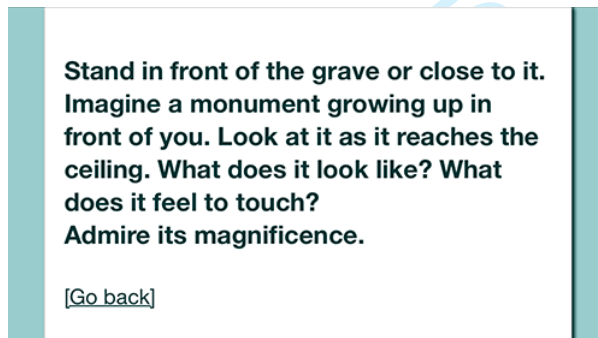 Stand in front of the grave or close to it.
Imagine a monument growing up in
front of you. Look at it as it reaches the
ceiling. What does it look like? What
does it feel to touch?
Admire its magnificence.
[Go back]